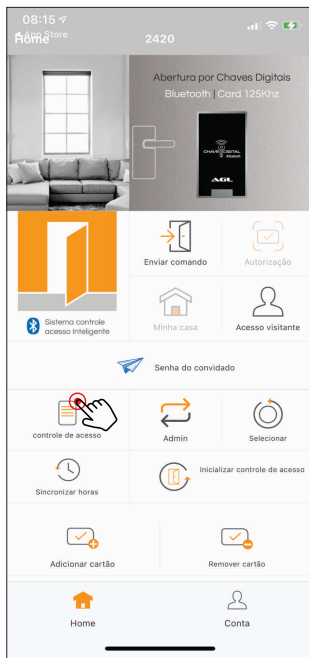 08:15
App Store
Home
2420
Abertura por Chaves Digitais
Bluetooth | Card 125Khz
CHAVE DIGITAL
Bluetooth
AGL
Enviar comando
Autorização
Sistema controle
acesso Inteligente
Minha casa
Acesso visitante
Senha do convidado
controle de acesso
Admin
Selecionar
Inicializar controle de acesso
Sincronizar horas
Adicionar cartão
Remover cartão
Home
Conta